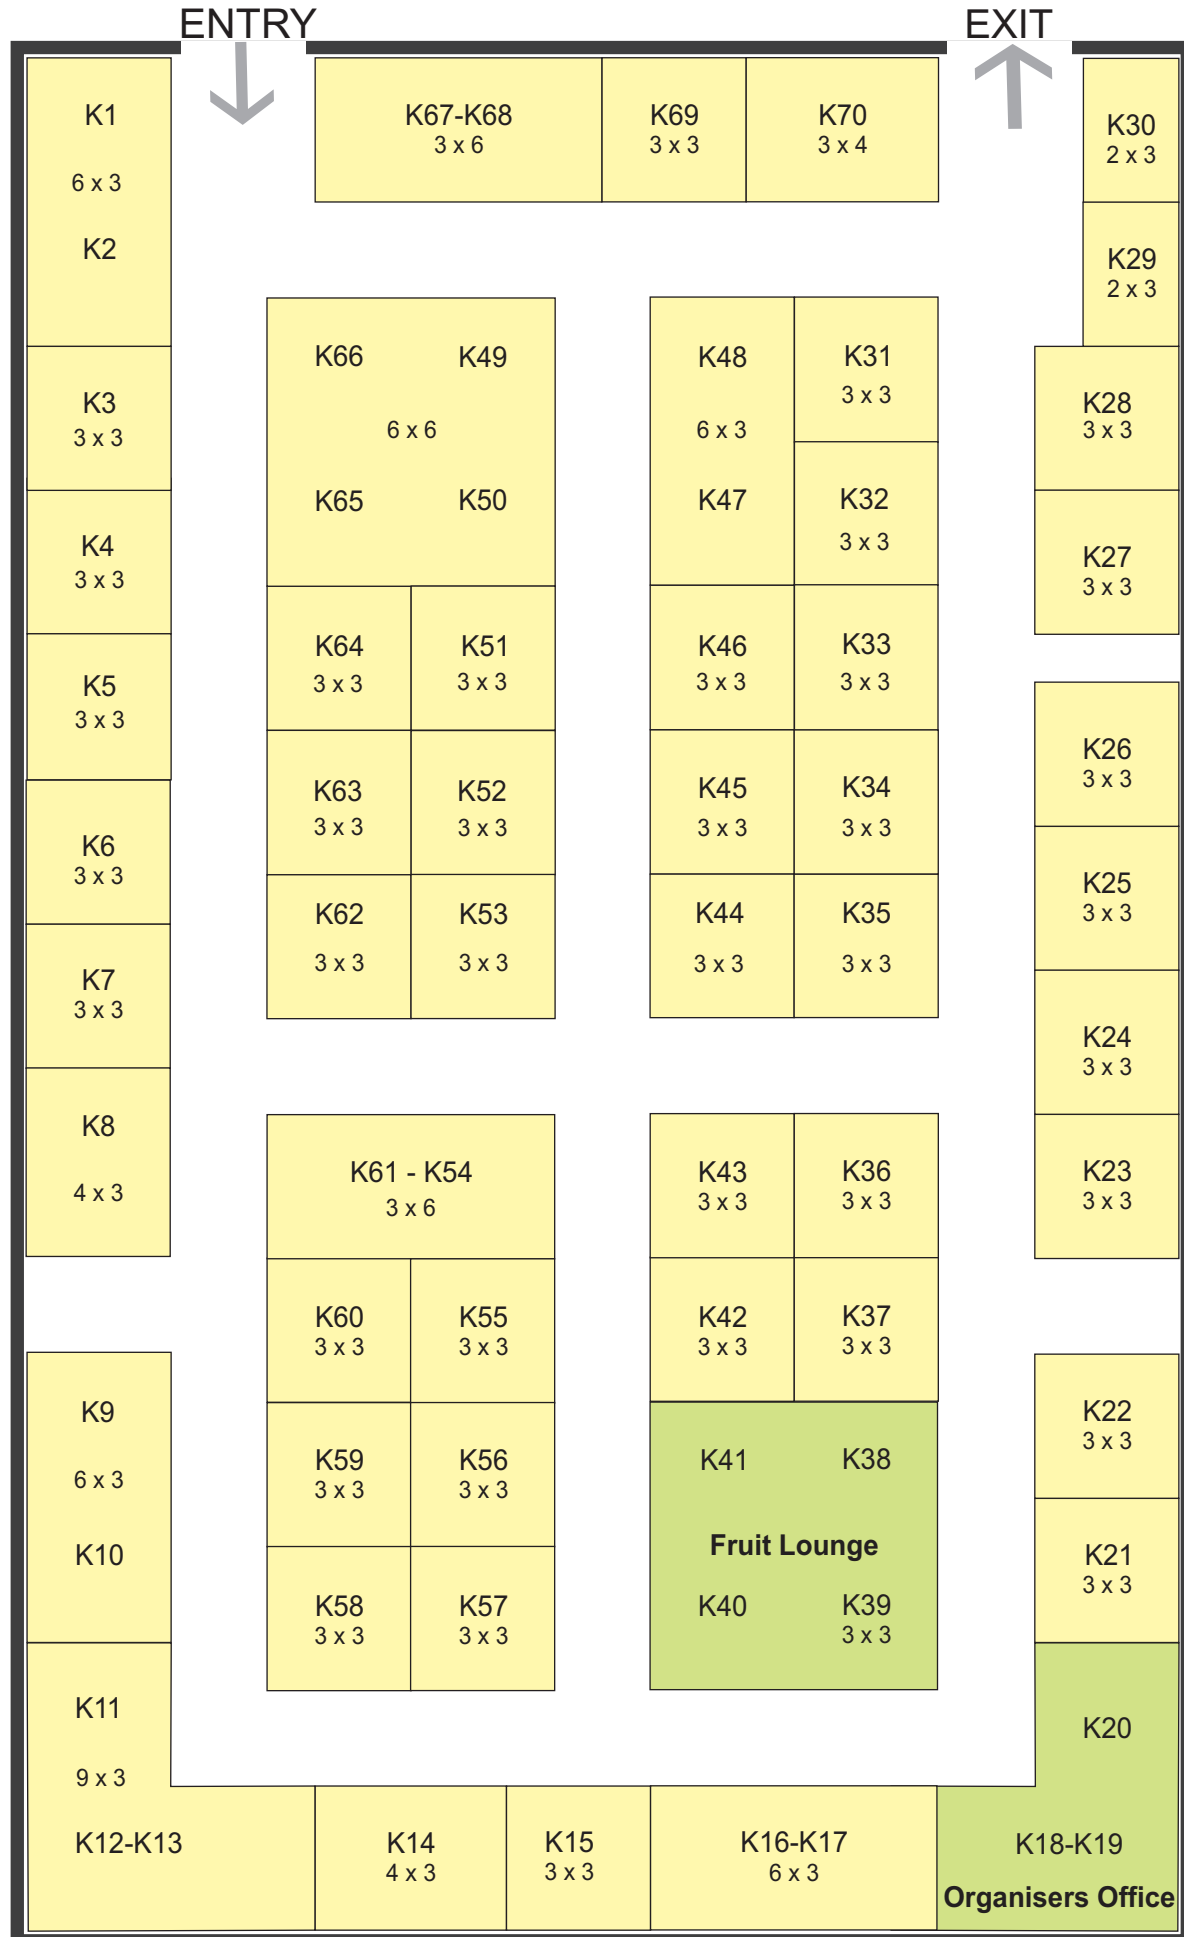 ENTRY
EXIT
K1
6 x 3
K2
K67-K68
3 x 6
K69
3 x 3
K70
3 x 4
K30
2 x 3
K29
2 x 3
K3
3 x 3
K4
3 x 3
K5
3 x 3
K6
3 x 3
K7
3 x 3
K8
4 x 3
K66 K49
6 x 6
K65 K50
K64
3 x 3
K51
3 x 3
K63
3 x 3
K52
3 x 3
K62
3 x 3
K53
3 x 3
K48
6 x 3
K47
K31
3 x 3
K32
3 x 3
K46
3 x 3
K33
3 x 3
K45
3 x 3
K34
3 x 3
K44
3 x 3
K35
3 x 3
K28
3 x 3
K27
3 x 3
K26
3 x 3
K25
3 x 3
K24
3 x 3
K23
3 x 3
K61 - K54
3 x 6
K60
3 x 3
K55
3 x 3
K59
3 x 3
K56
3 x 3
K58
3 x 3
K57
3 x 3
K43
3 x 3
K36
3 x 3
K42
3 x 3
K37
3 x 3
K41 K38
Fruit Lounge
K40 K39
3 x 3
K9
6 x 3
K10
K22
3 x 3
K21
3 x 3
K11
9 x 3
K12-K13
K14
4 x 3
K15
3 x 3
K16-K17
6 x 3
K20
K18-K19
Organisers Office